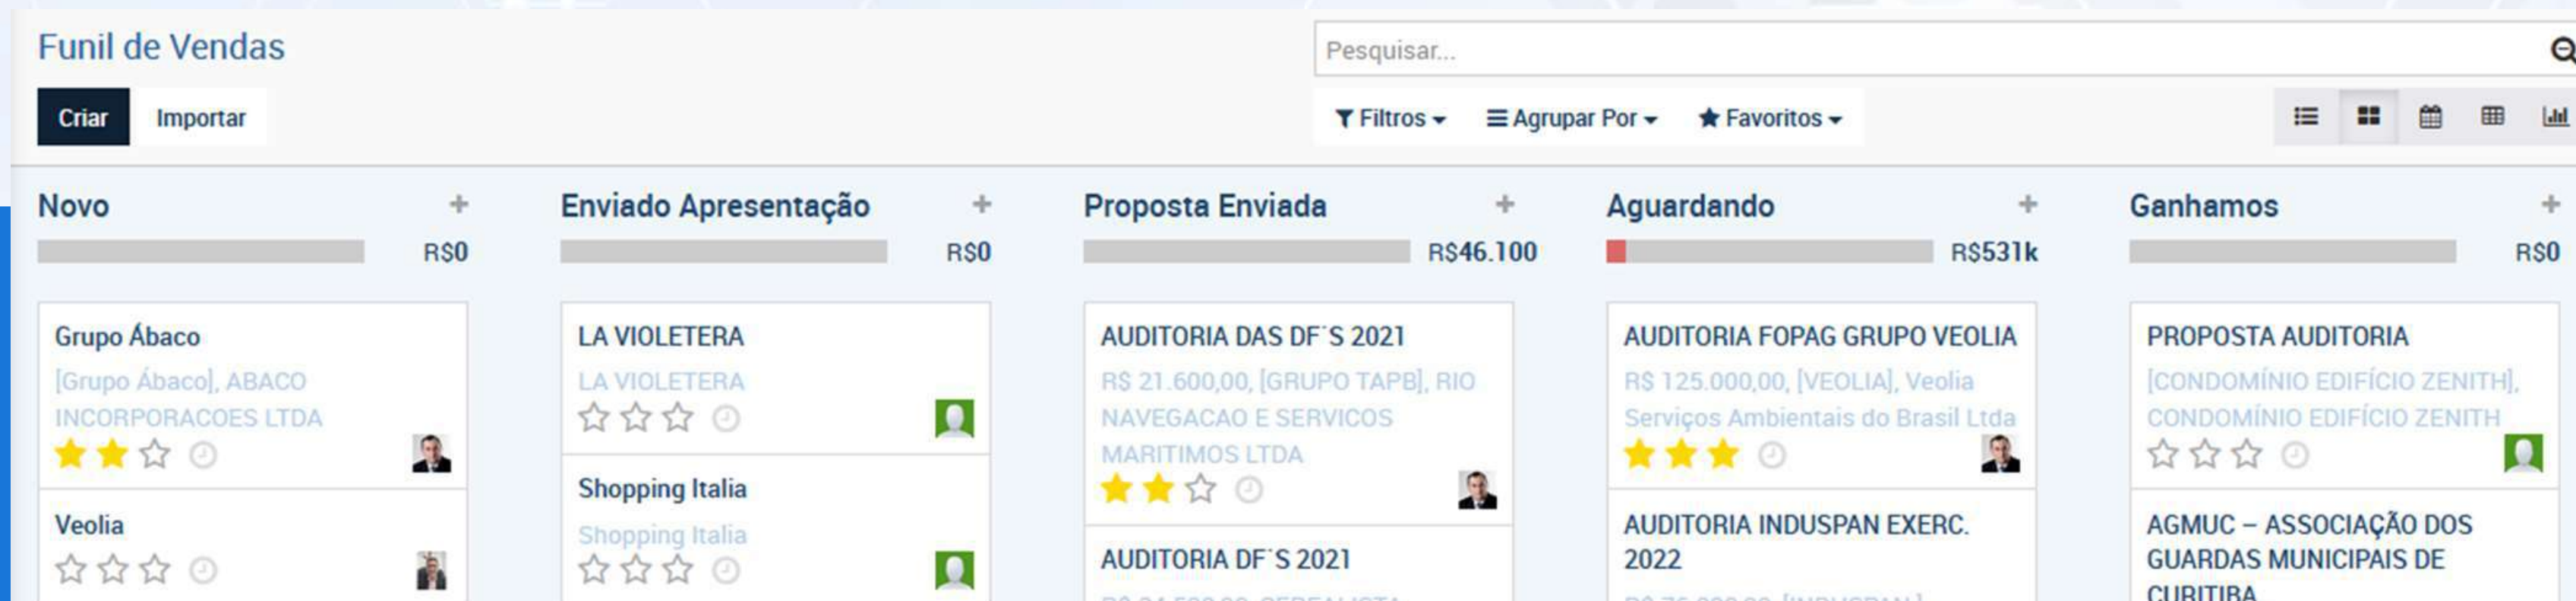 Funil de Vendas
Pesquisar...
Criar
Importar
Filtros
Agrupar Por
Favoritos
Novo
R$0
Grupo Ábaco
[Grupo Ábaco], ABACO
INCORPORACOES LTDA
Veolia
Enviado Apresentação
R$0
LA VIOLETERA
LA VIOLETERA
Shopping Italia
Shopping Italia
Proposta Enviada
R$46.100
AUDITORIA DAS DF´S 2021
R$ 21.600,00, [GRUPO TAPB], RIO
NAVEGACAO E SERVICOS
MARITIMOS LTDA
AUDITORIA DF´S 2021
Aguardando
R$531k
AUDITORIA FOPAG GRUPO VEOLIA
R$ 125.000,00, [VEOLIA], Veolia
Serviços Ambientais do Brasil Ltda
AUDITORIA INDUSPAN EXERC.
2022
Ganhamos
R$0
PROPOSTA AUDITORIA
[CONDOMÍNIO EDIFÍCIO ZENITH],
CONDOMÍNIO EDIFÍCIO ZENITH
AGMUC – ASSOCIAÇÃO DOS
GUARDAS MUNICIPAIS DE
CURITIBA